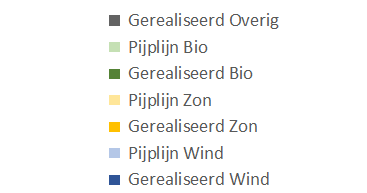 Gerealiseerd Overig
Pijplijn Bio
Gerealiseerd Bio
Pijplijn Zon
Gerealiseerd Zon
Pijplijn Wind
Gerealiseerd Wind